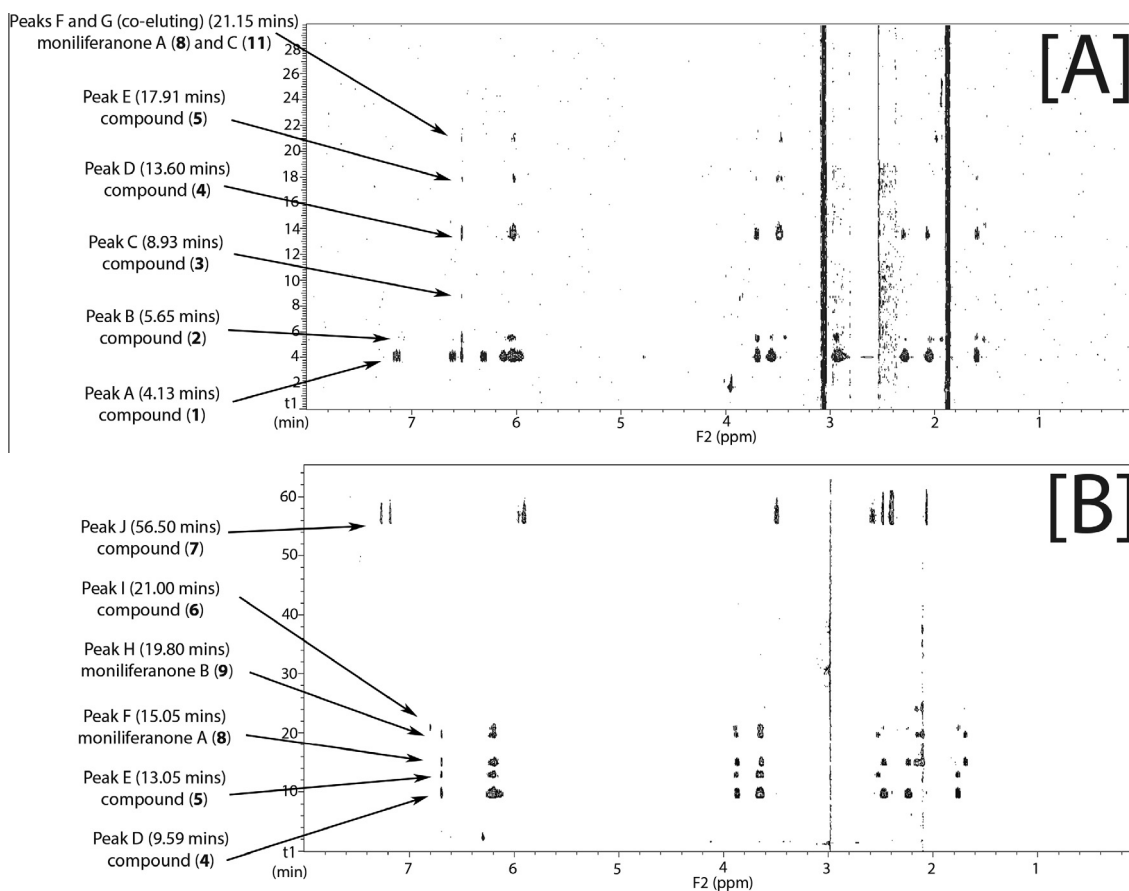 Peaks F and G (co-eluting) (21.15 mins)
moniliferanone A (8) and C (11)
[A]
Peak E (17.91 mins)
compound (5)
Peak D (13.60 mins)
compound (4)
Peak C (8.93 mins)
compound (3)
Peak B (5.65 mins)
compound (2)
Peak A (4.13 mins)
compound (1)
28
26
24
22
20
18
16
14
12
10
8
6
4
2
t1
(min)
7 6 5 4 3 2 1
F2 (ppm)
[B]
Peak J (56.50 mins)
compound (7)
Peak I (21.00 mins)
compound (6)
Peak H (19.80 mins)
moniliferanone B (9)
Peak F (15.05 mins)
moniliferanone A (8)
Peak E (13.05 mins)
compound (5)
Peak D (9.59 mins)
compound (4)
60
50
40
30
20
10
t1
(min)
7 6 5 4 3 2 1
F2 (ppm)